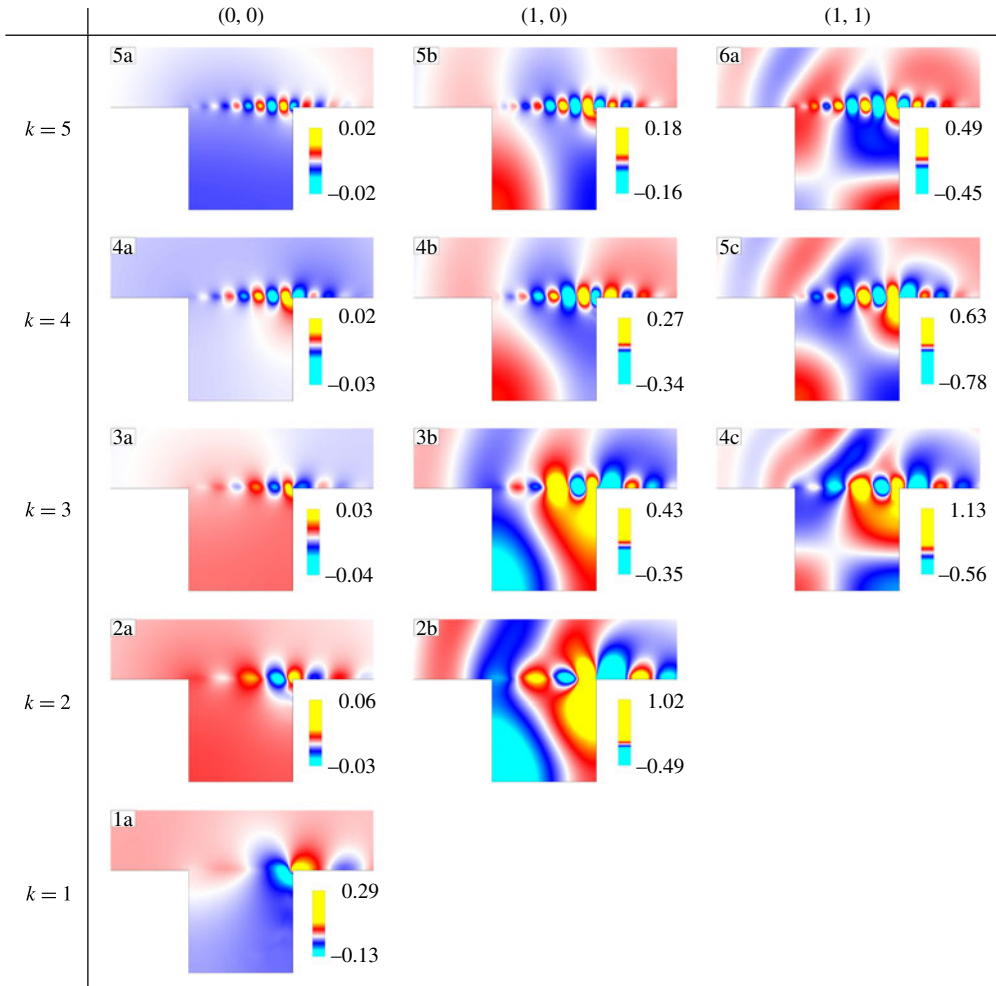 (0, 0) (1, 0) (1, 1)
5a 5b 6a
k = 5
0.02 0.18 0.49
–0.02 –0.16 –0.45
4a 4b 5c
k = 4
0.02 0.27 0.63
–0.03 –0.34 –0.78
3a 3b 4c
k = 3
0.03 0.43 1.13
–0.04 –0.35 –0.56
2a 2b
k = 2
0.06 1.02
–0.03 –0.49
1a
k = 1
0.29
–0.13